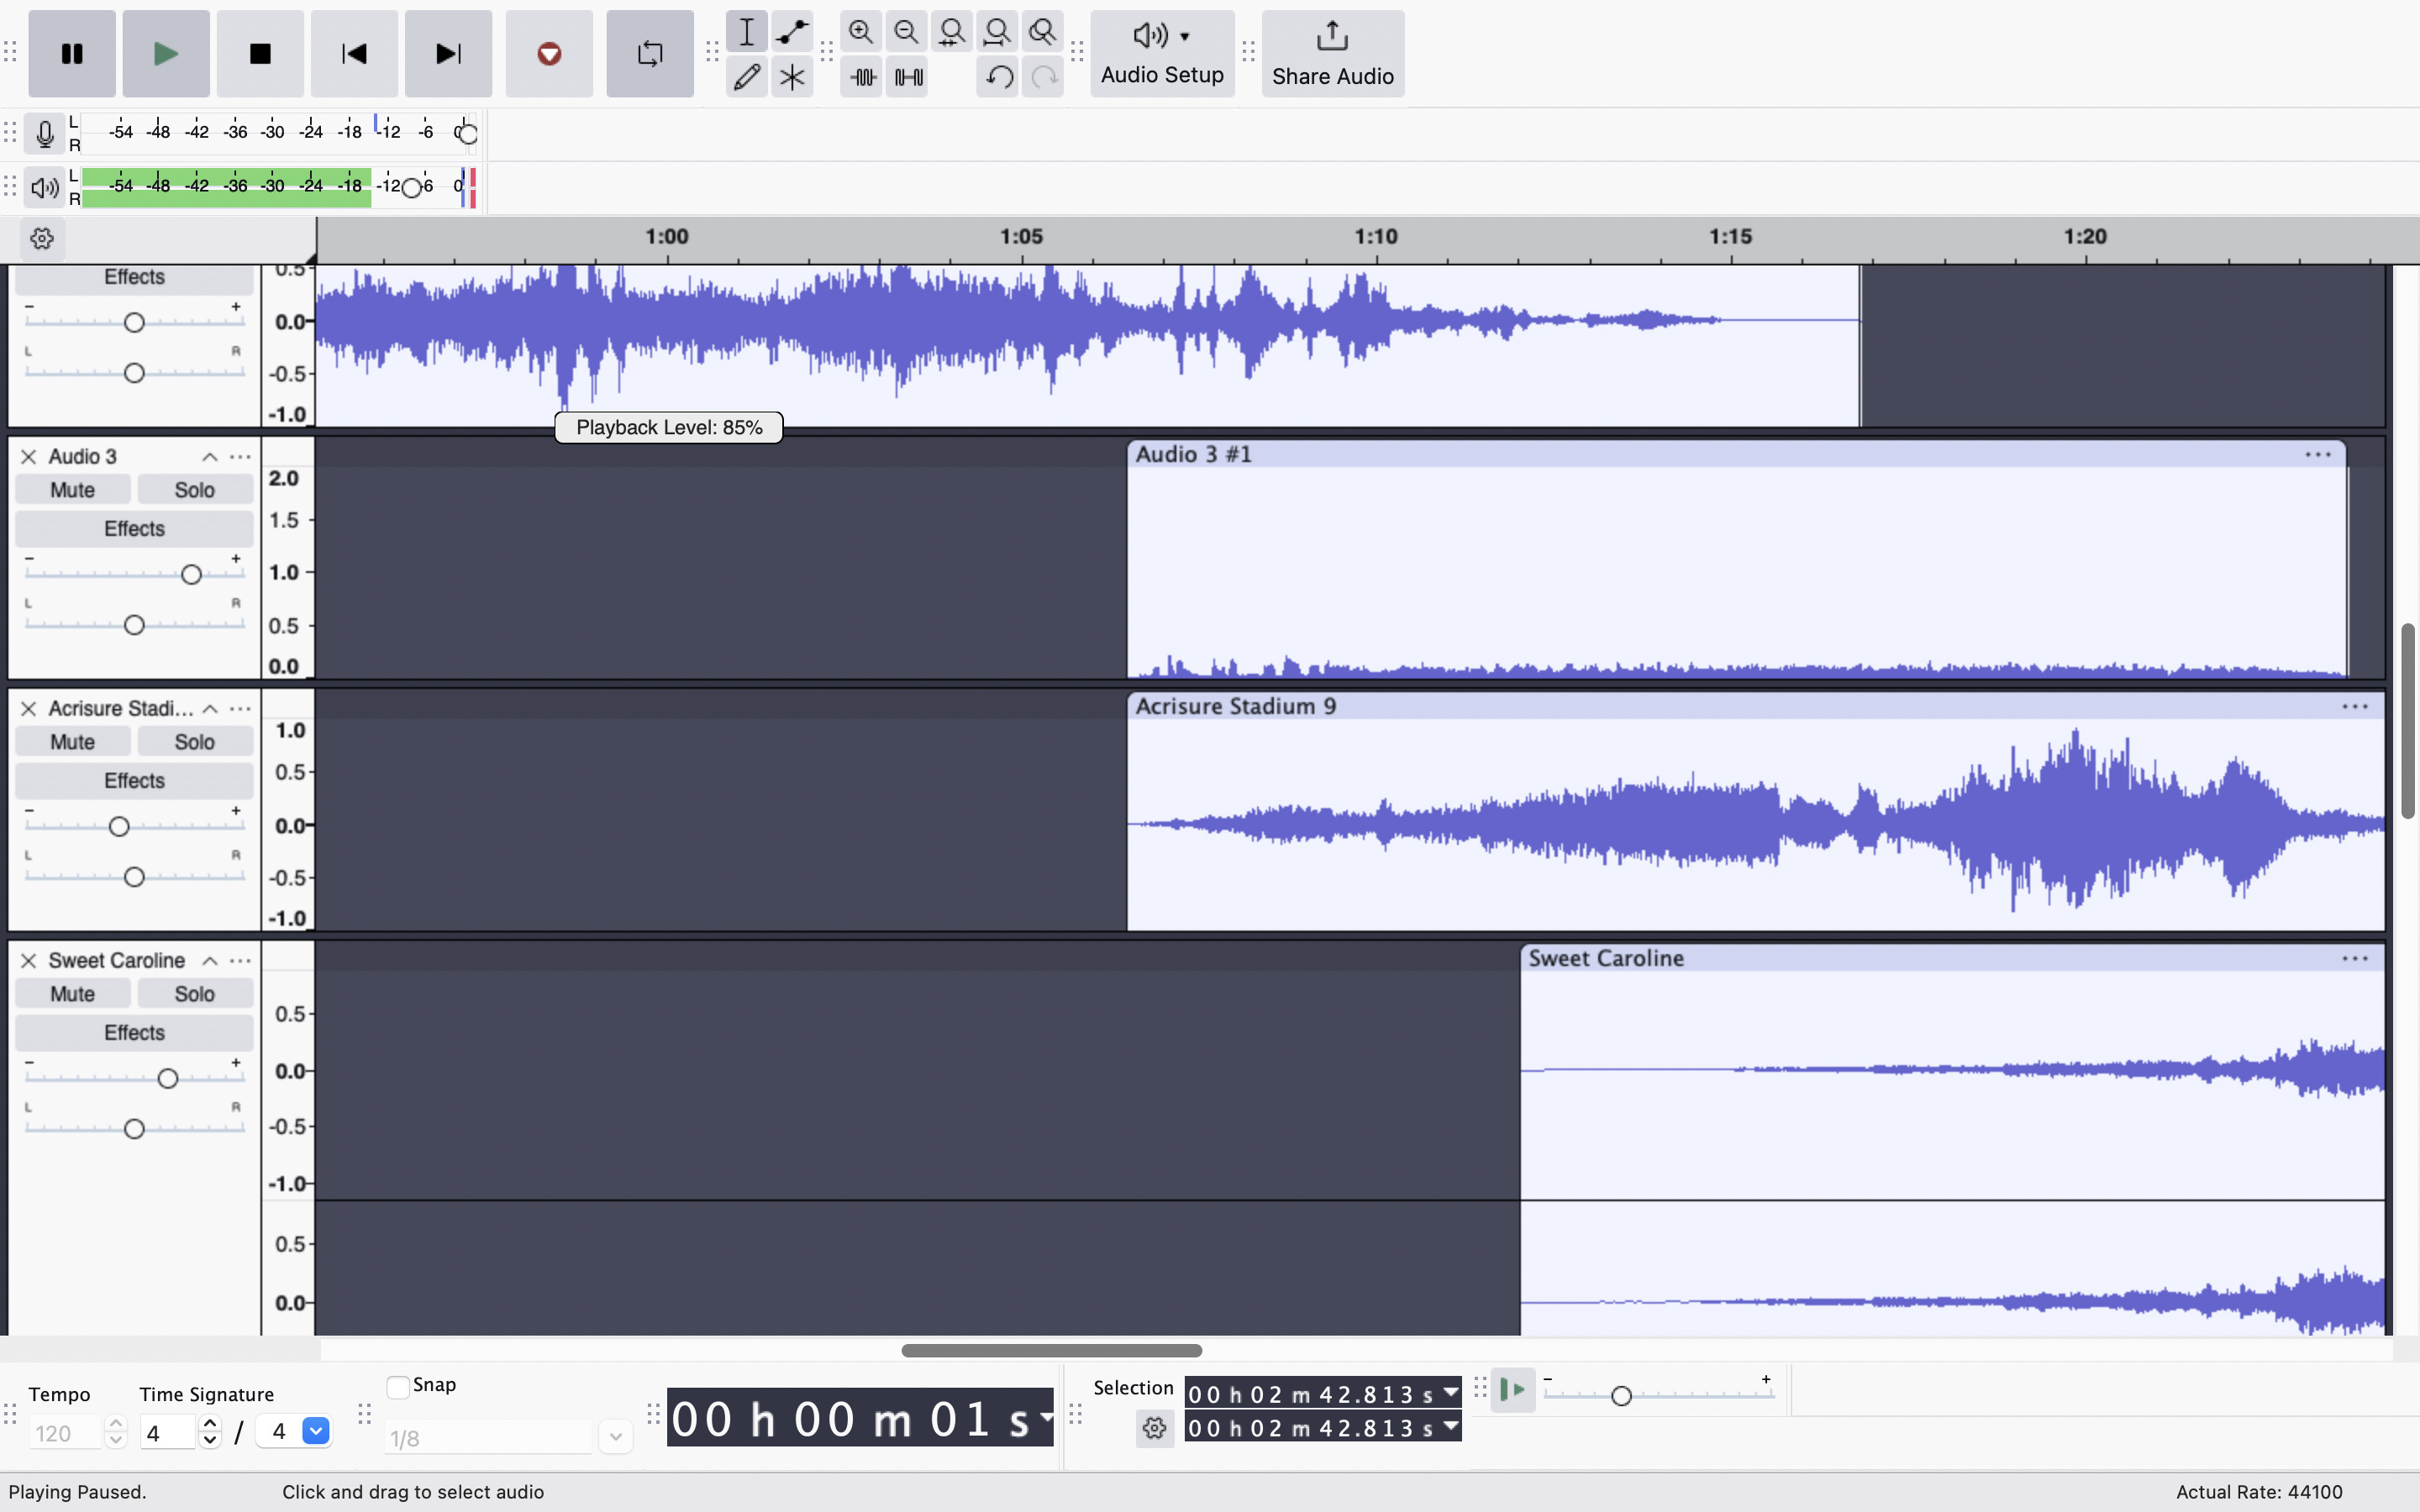 Audio Setup
Share Audio
L
R
-54 -48 -42 -36 -30 -24 -18 -12 -6 0
L
R
-54 -48 -42 -36 -30 -24 -18 -12 -6 0
1:00 1:05 1:10 1:15 1:20
Effects
- +
L R
0.5
0.0
-0.5
-1.0
Playback Level: 85%
Audio 3
Mute Solo
Effects
- +
L R
2.0
1.5
1.0
0.5
0.0
Audio 3 #1
Acrisure Stadi...
Mute Solo
Effects
- +
L R
1.0
0.5
0.0
-0.5
-1.0
Acrisure Stadium 9
Sweet Caroline
Mute Solo
Effects
- +
L R
0.5
0.0
-0.5
-1.0
0.5
0.0
Sweet Caroline
Tempo
120
Time Signature
4 / 4
Snap
1/8
00 h 00 m 01 s
Selection
00 h 02 m 42.813 s
00 h 02 m 42.813 s
- +
Playing Paused.
Click and drag to select audio
Actual Rate: 44100